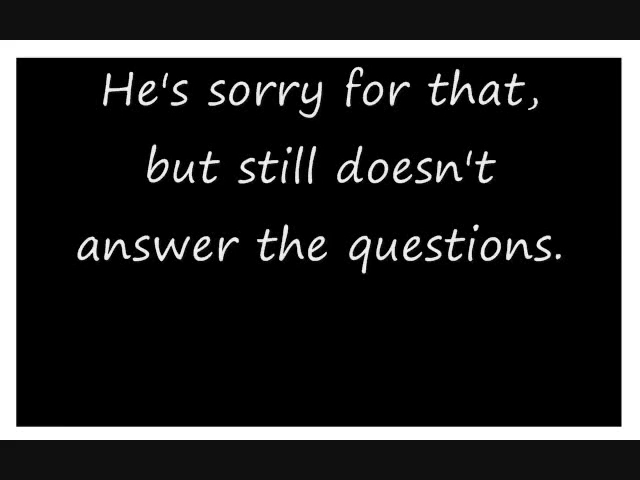 He's sorry for that,
but still doesn't
answer the questions.